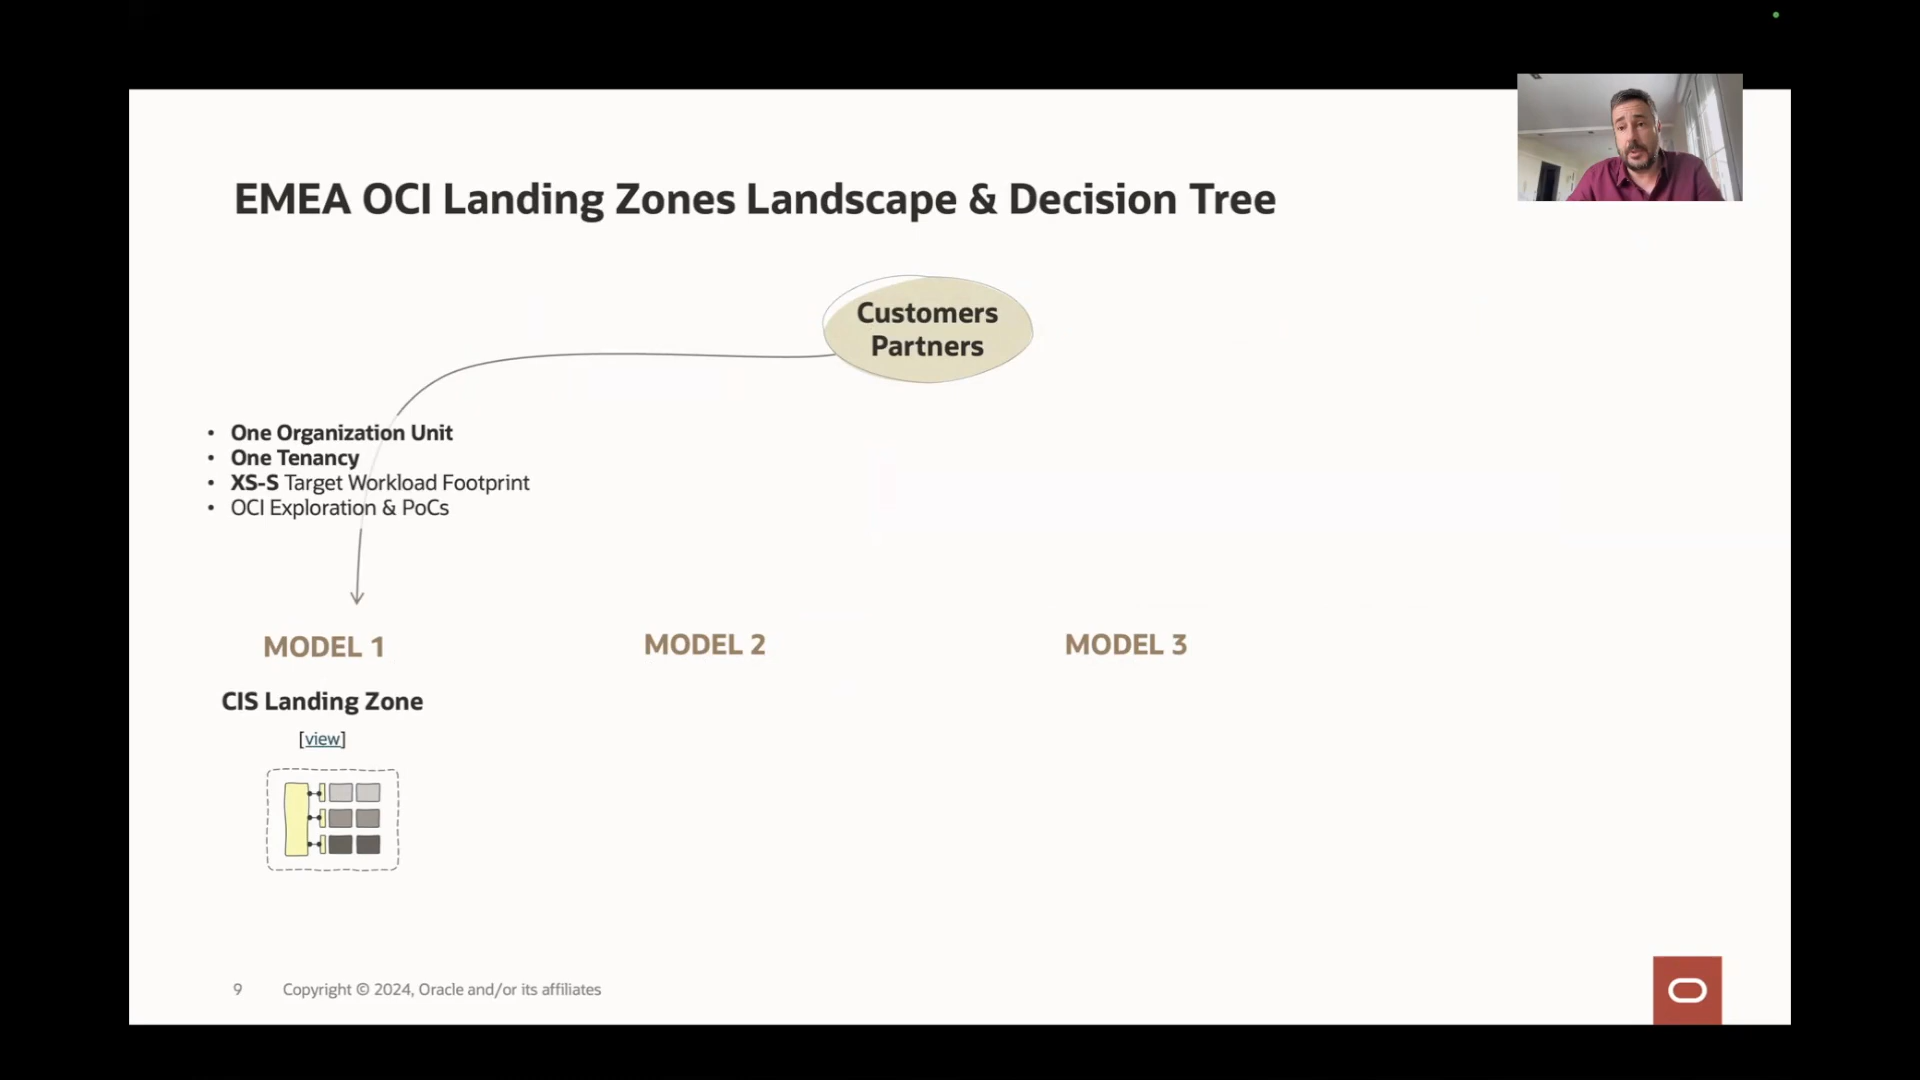 EMEA OCI Landing Zones Landscape & Decision Tree
Customers
Partners
• One Organization Unit
• One Tenancy
• XS-S Target Workload Footprint
• OCI Exploration & PoCs
MODEL 1
MODEL 2
MODEL 3
CIS Landing Zone
[view]
9 Copyright © 2024, Oracle and/or its affiliates